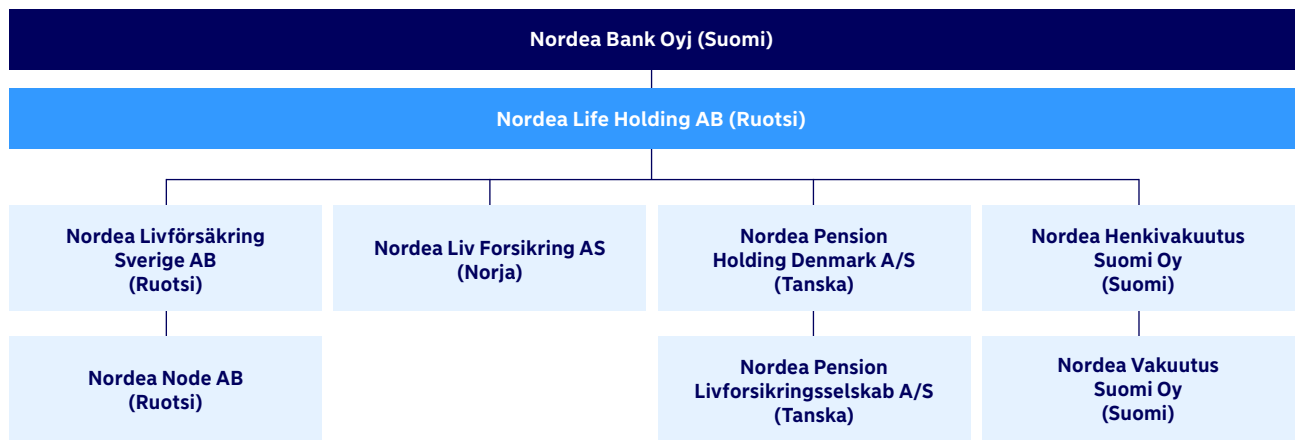 Nordea Bank Oyj (Suomi)
Nordea Life Holding AB (Ruotsi)
Nordea Livförsäkring
Sverige AB
(Ruotsi)
Nordea Liv Forsikring AS
(Norja)
Nordea Pension
Holding Denmark A/S
(Tanska)
Nordea Henkivakuutus
Suomi Oy
(Suomi)
Nordea Node AB
(Ruotsi)
Nordea Pension
Livforsikringsselskab A/S
(Tanska)
Nordea Vakuutus
Suomi Oy
(Suomi)